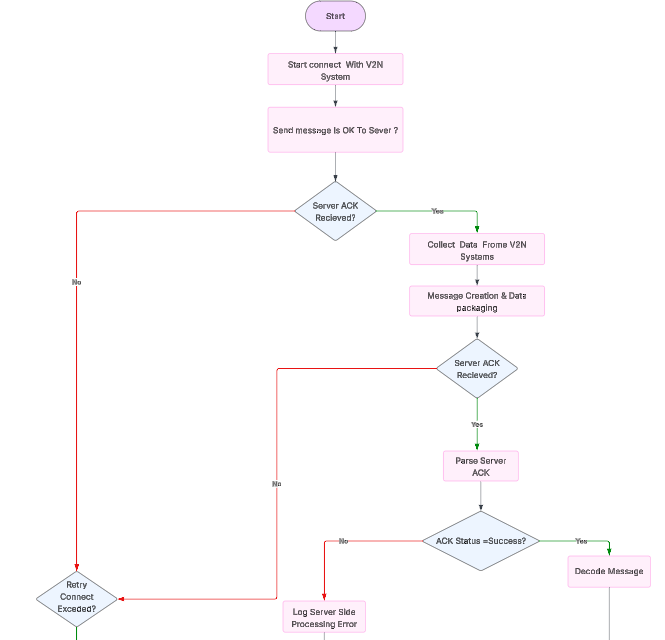 Start
Start connect With V2N
System
Send message Is OK To Sever ?
Server ACK
Recieved?
Yes
Collect Data Frome V2N
Systems
No
Message Creation & Data
packaging
Server ACK
Recieved?
Yes
Parse Server
ACK
No
ACK Status =Success?
No
Yes
Decode Message
Retry
Connect
Exceded?
Log Server Side
Processing Error